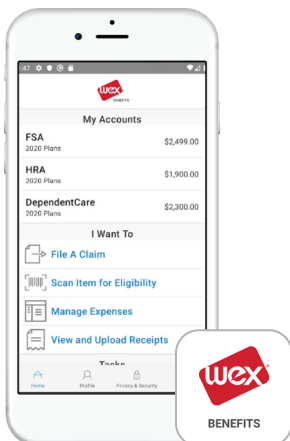 :47
wex
BENEFITS
My Accounts
FSA
2020 Plans
$2,499.00
HRA
2020 Plans
$1,900.00
DependentCare
2020 Plans
$2,300.00
I Want To
File A Claim
Scan Item for Eligibility
Manage Expenses
View and Upload Receipts
Tasks
Home
Profile
Privacy & Security
wex
BENEFITS